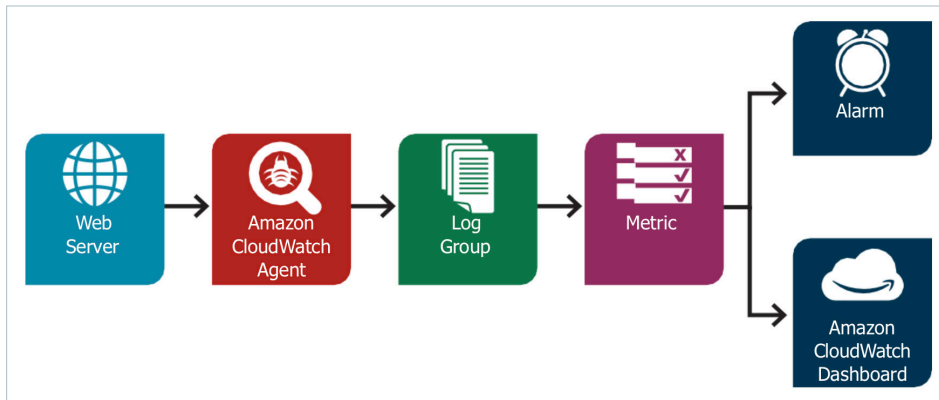 Web
Server
Amazon
CloudWatch
Agent
Log
Group
Metric
Alarm
Amazon
CloudWatch
Dashboard